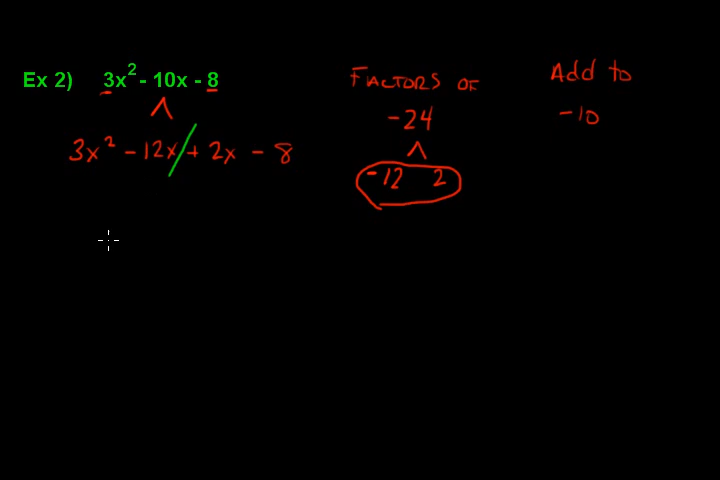 Ex 2) 3x² - 10x - 8
3x² - 12x + 2x - 8
FACTORS OF
-24
-12 2
Add to
-10